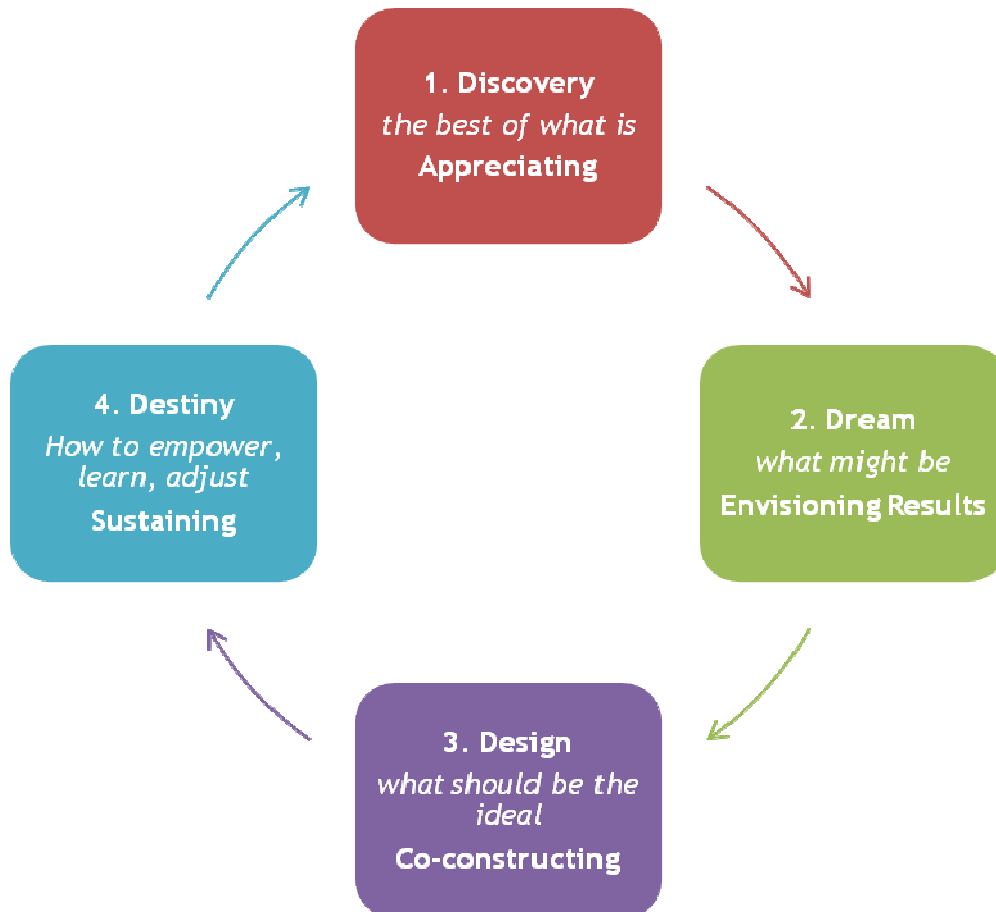 1. Discovery
the best of what is
Appreciating
2. Dream
what might be
Envisioning Results
3. Design
what should be the
ideal
Co-constructing
4. Destiny
How to empower,
learn, adjust
Sustaining